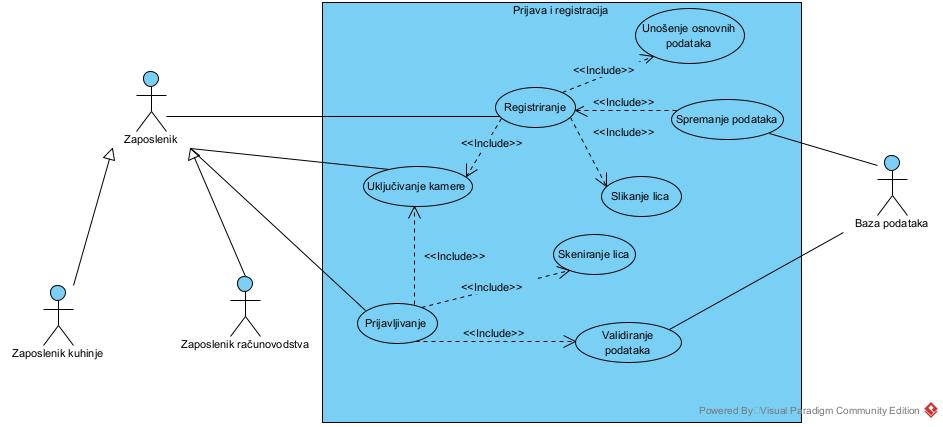 Prijava i registracija
Unošenje osnovnih
podataka
<<Include>>
Registriranje
<<Include>>
Spremanje podataka
Zaposlenik
<<Include>>
<<Include>>
Uključivanje kamere
Slikanje lica
Baza podataka
<<Include>>
Skeniranje lica
<<Include>>
Prijavljivanje
<<Include>>
Validiranje
podataka
Zaposlenik kuhinje
Zaposlenik računovodstva
Powered By: Visual Paradigm Community Edition